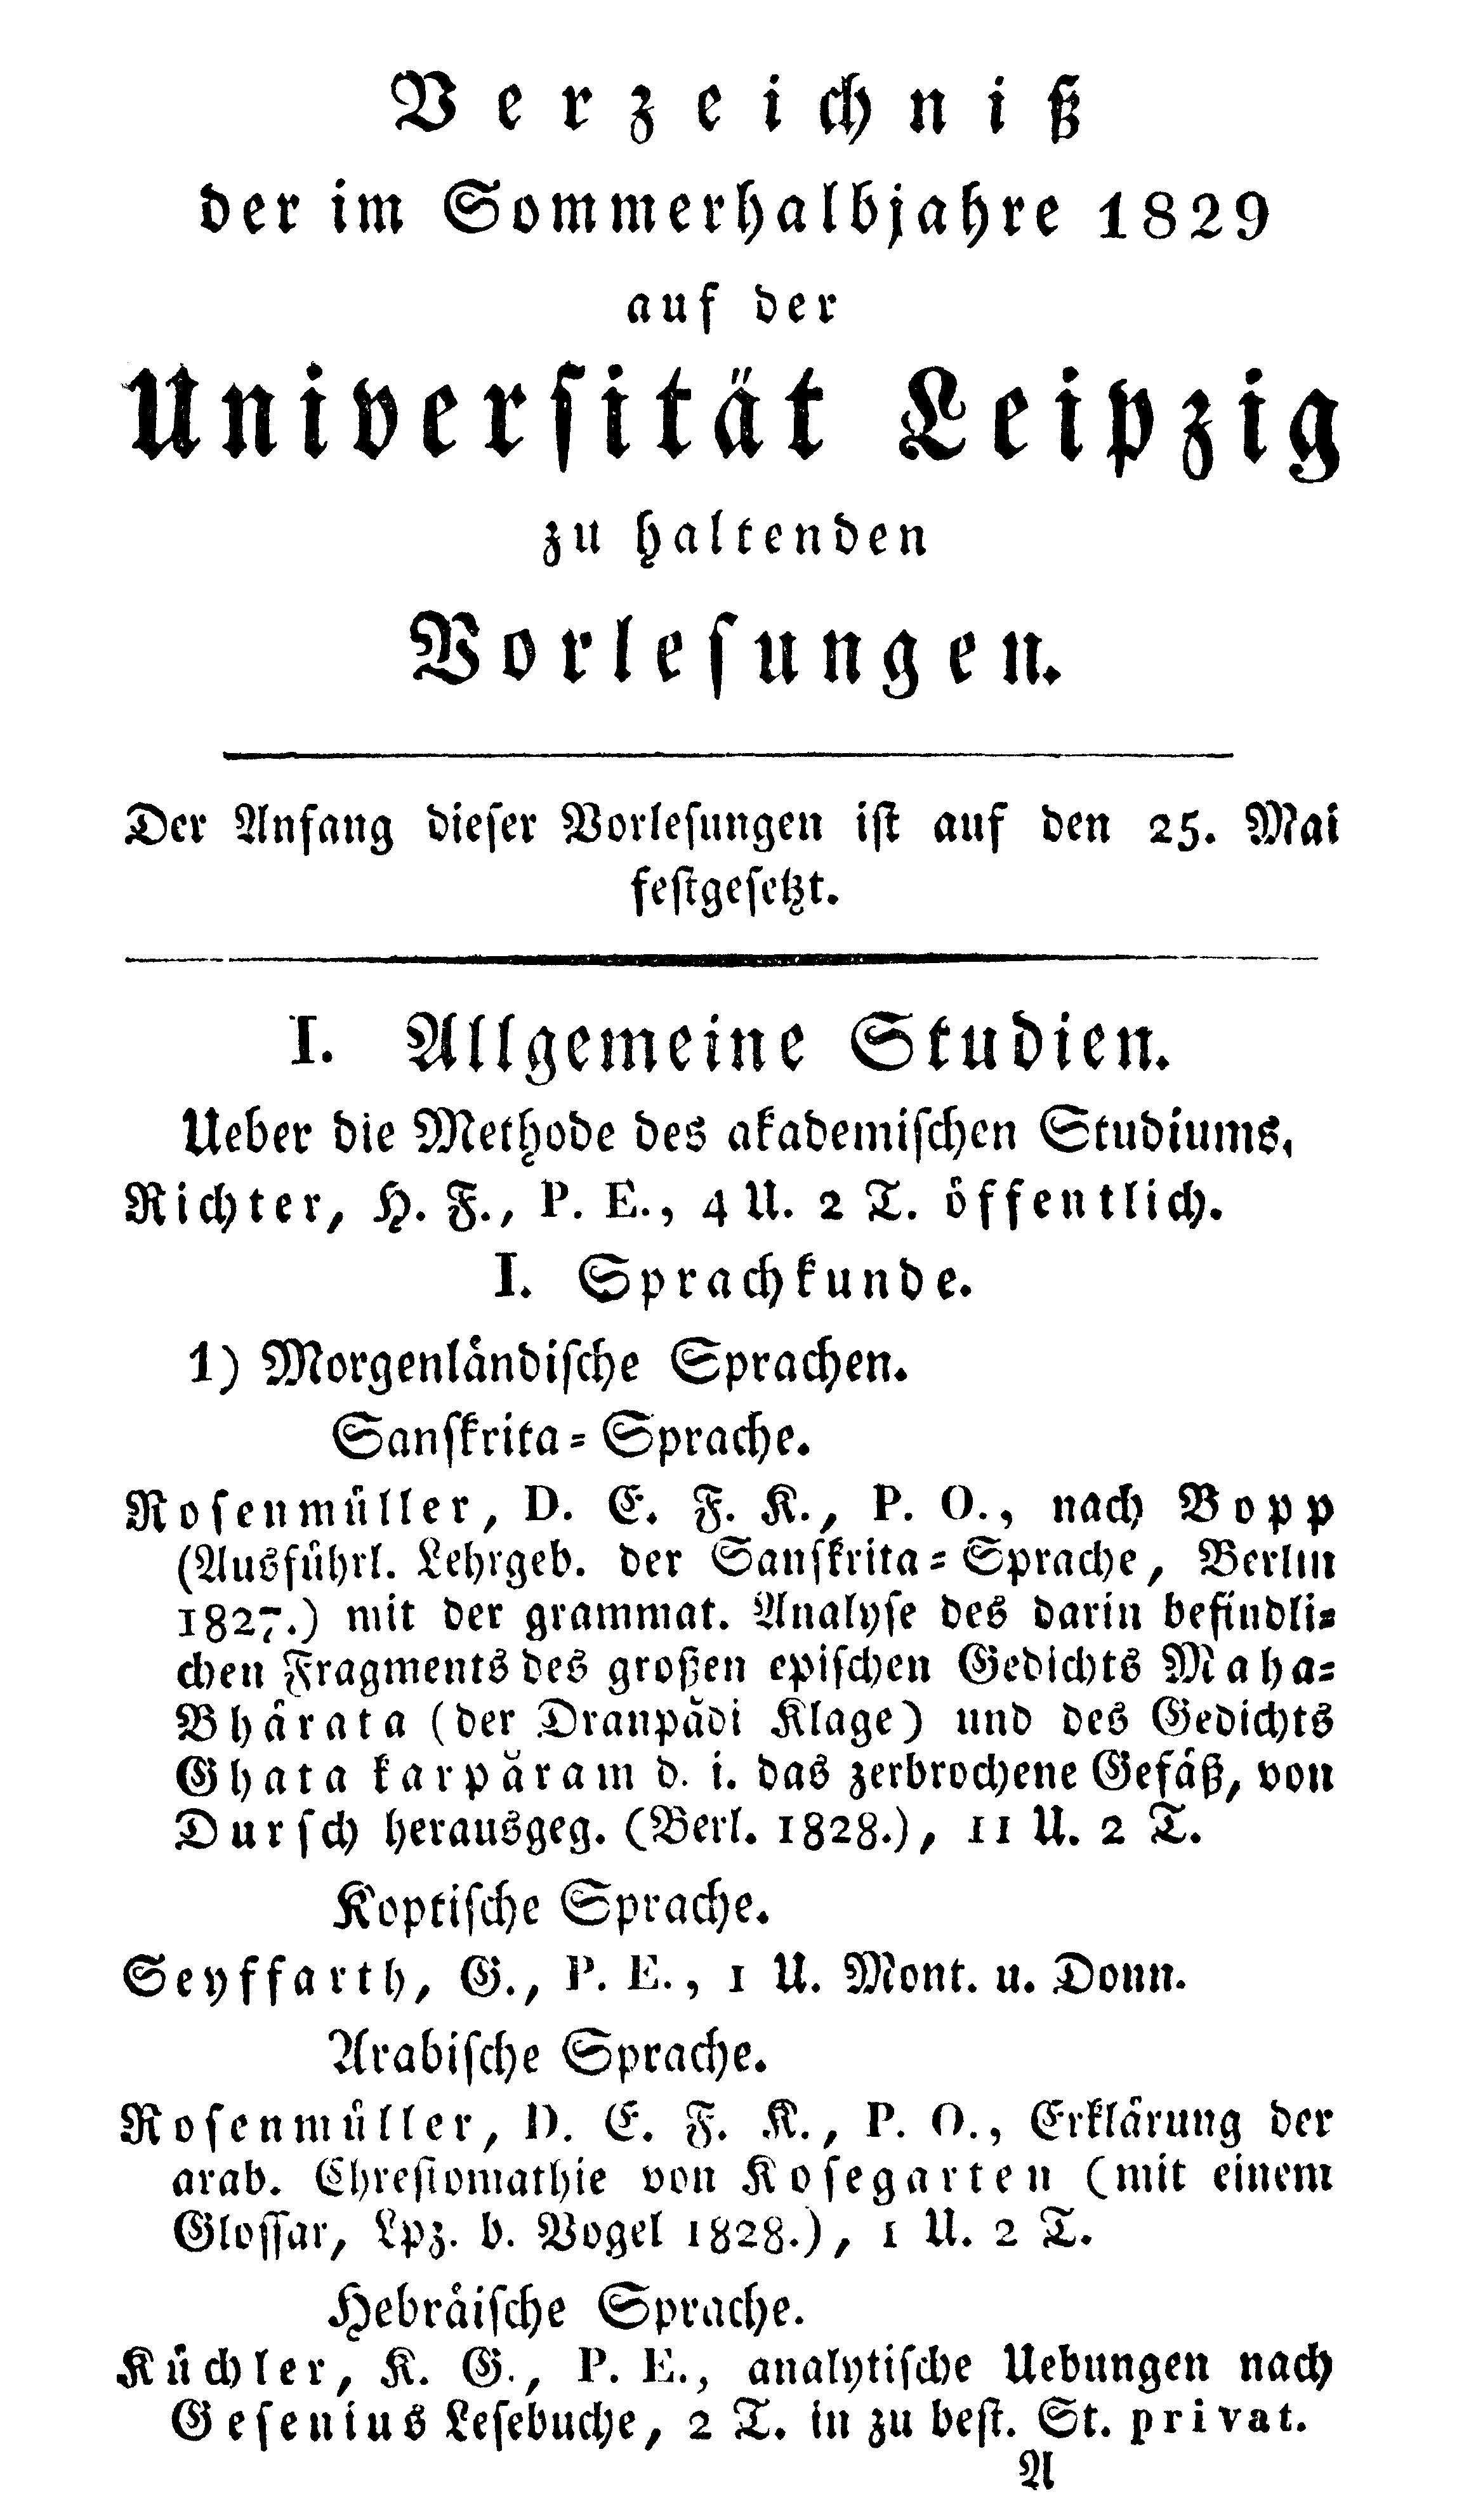 Verzeichniß
der im Sommerhalbjahre 1829
auf der
Universität Leipzig
zu haltenden
Vorlesungen.
Der Anfang dieser Vorlesungen ist auf den 25. Mai
festgesetzt.
I. Allgemeine Studien.
Ueber die Methode des akademischen Studiums,
Richter, H. F., P. E., 4 U. 2 T. öffentlich.
I. Sprachkunde.
1) Morgenländische Sprachen.
Sanskrita-Sprache.
Rosenmüller, D. E. F. K., P. O., nach Bopp
(Ausführl. Lehrgeb. der Sanskrita-Sprache, Berlin
1827.) mit der grammat. Analyse des darin befindli-
chen Fragments des großen epischen Gedichts Maha-
Bhârata (der Draupâdi Klage) und des Gedichts
Ghata karpâram d. i. das zerbrochene Gefäß, von
Dursch herausgeg. (Berl. 1828.), 11 U. 2 T.
Koptische Sprache.
Seyffarth, G., P. E., 1 U. Mont. u. Donn.
Arabische Sprache.
Rosenmüller, D. E. F. K., P. O., Erklärung der
arab. Chrestomathie von Kosegarten (mit einem
Glossar, Lpz. b. Vogel 1828.), 1 U. 2 T.
Hebräische Sprache.
Küchler, K. G., P. E., analytische Uebungen nach
Gesenius Lesebuche, 2 T. in zu best. St. privat.
A